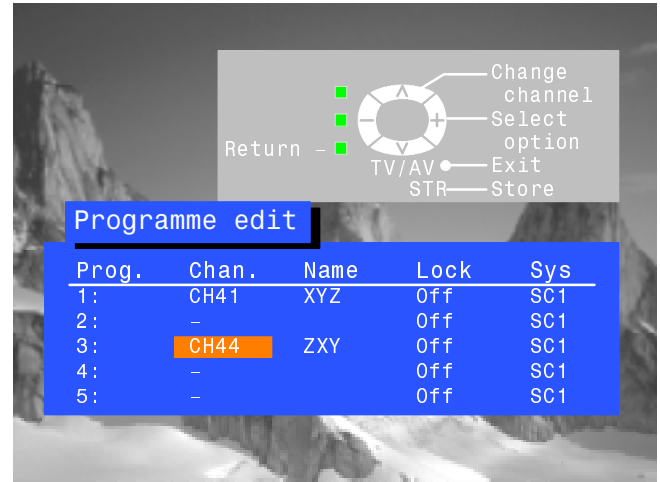 Change
channel
Select
option
Return –
TV/AV Exit
STR Store
Programme edit
Prog. Chan. Name Lock Sys
1: CH41 XYZ Off SC1
2: – Off SC1
3: CH44 ZXY Off SC1
4: – Off SC1
5: – Off SC1